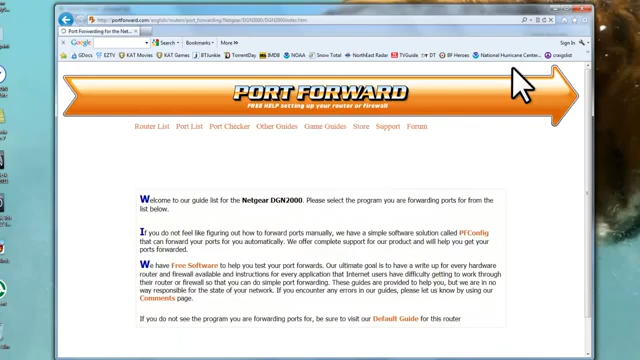 http://portforward.com/english/routers/port_forwarding/Netgear/DGN2000/DGN2000index.htm
Port Forwarding for the Net...
Google Search Bookmarks More >> Sign In
GDocs EZTV KAT Movies KAT Games BTJunkie TorrentDay IMDb NOAA Snow Total NorthEast Radar TVGuide DT BF Heroes National Hurricane Center... craigslist
PORT FORWARD
FREE HELP setting up your router or firewall
Router List Port List Port Checker Other Guides Game Guides Store Support Forum
Welcome to our guide list for the Netgear DGN2000. Please select the program you are forwarding ports for from the
list below.
If you do not feel like figuring out how to forward ports manually, we have a simple software solution called PFConfig
that can forward your ports for you automatically. We offer complete support for our product and will help you get your
ports forwarded.
We have Free Software to help you test your port forwards. Our ultimate goal is to have a write up for every hardware
router and firewall available and instructions for every application that Internet users have difficulty getting to work through
their router or firewall so that you can do simple port forwarding. These guides are provided to help you, but we are in no
way responsible for the state of your network. If you encounter any errors in our guides, please let us know by using our
Comments page.
If you do not see the program you are forwarding ports for, be sure to visit our Default Guide for this router